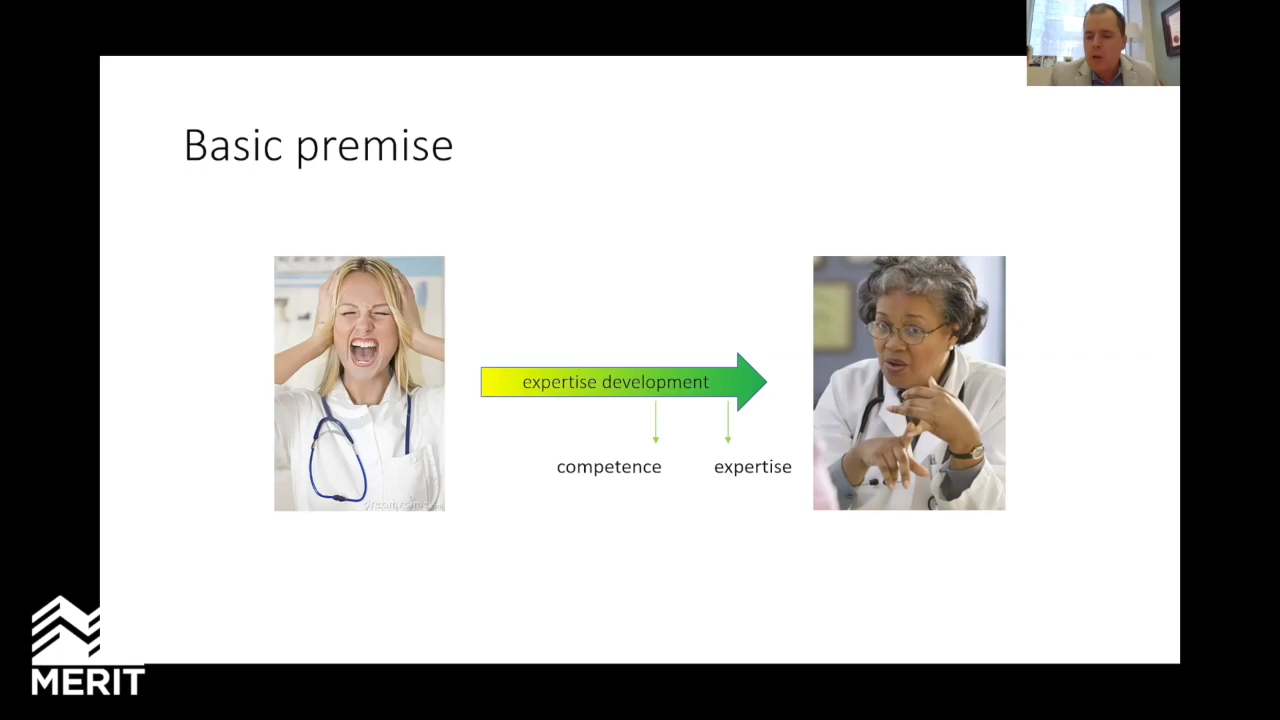 Basic premise
expertise development
competence
expertise
MERIT